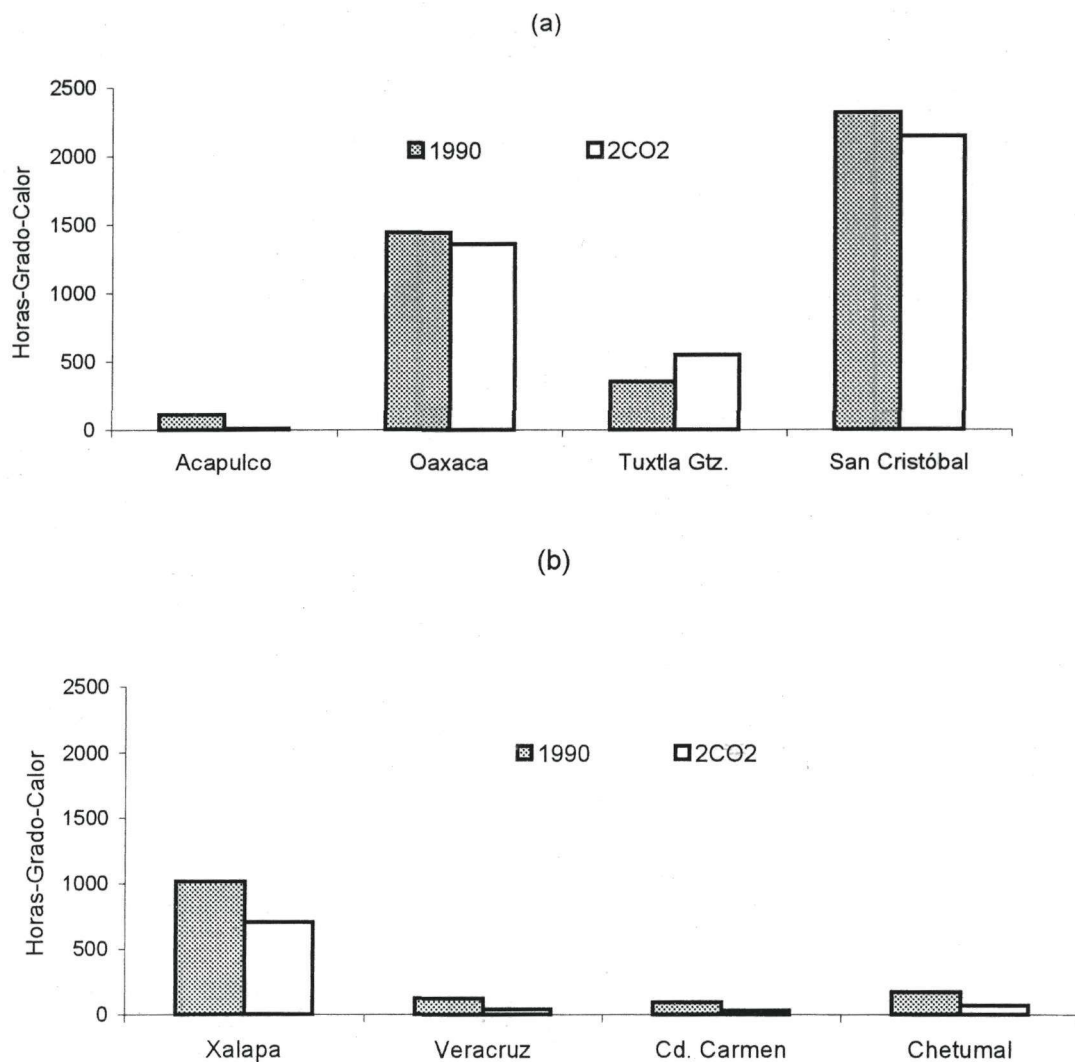 (a)
2500
2000
1500
1000
500
0
Horas-Grado-Calor
1990 2CO2
Acapulco Oaxaca Tuxtla Gtz. San Cristóbal
(b)
2500
2000
1500
1000
500
0
Horas-Grado-Calor
1990 2CO2
Xalapa Veracruz Cd. Carmen Chetumal